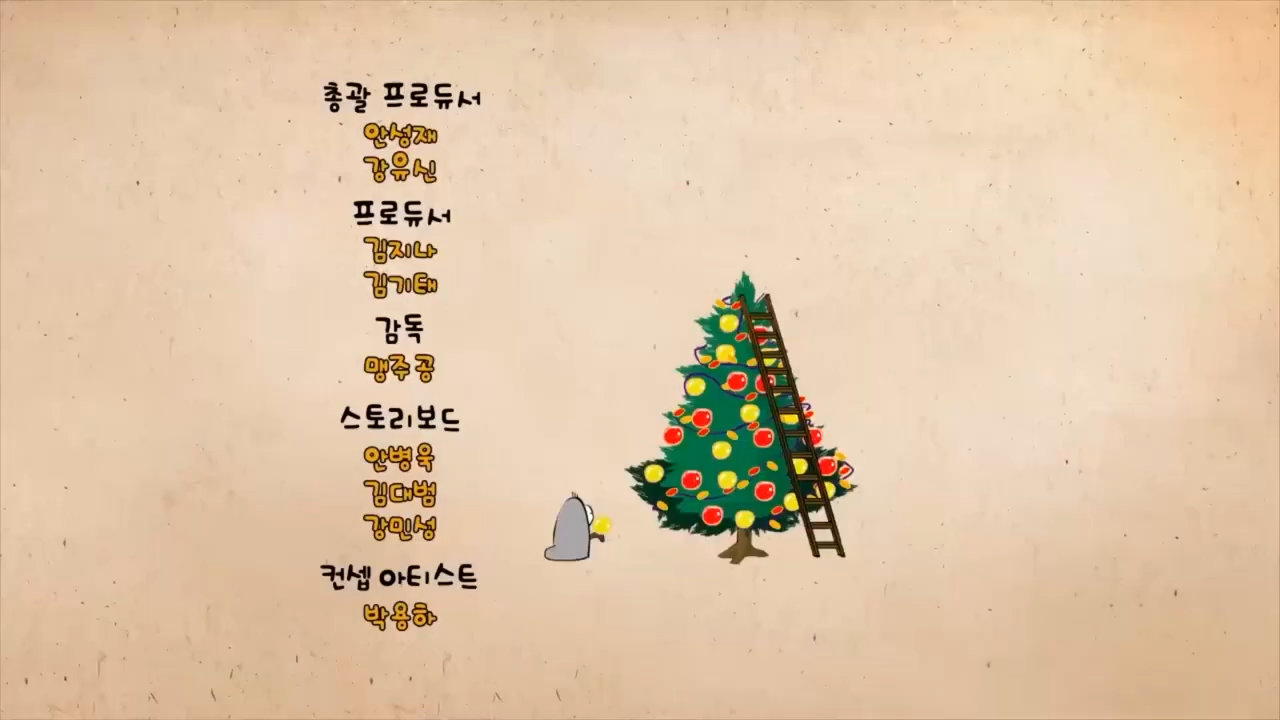 총괄 프로듀서
안성재
강유신
프로듀서
김지나
김기태
감독
맹주공
스토리보드
안병욱
김대범
강민성
컨셉 아티스트
박용하